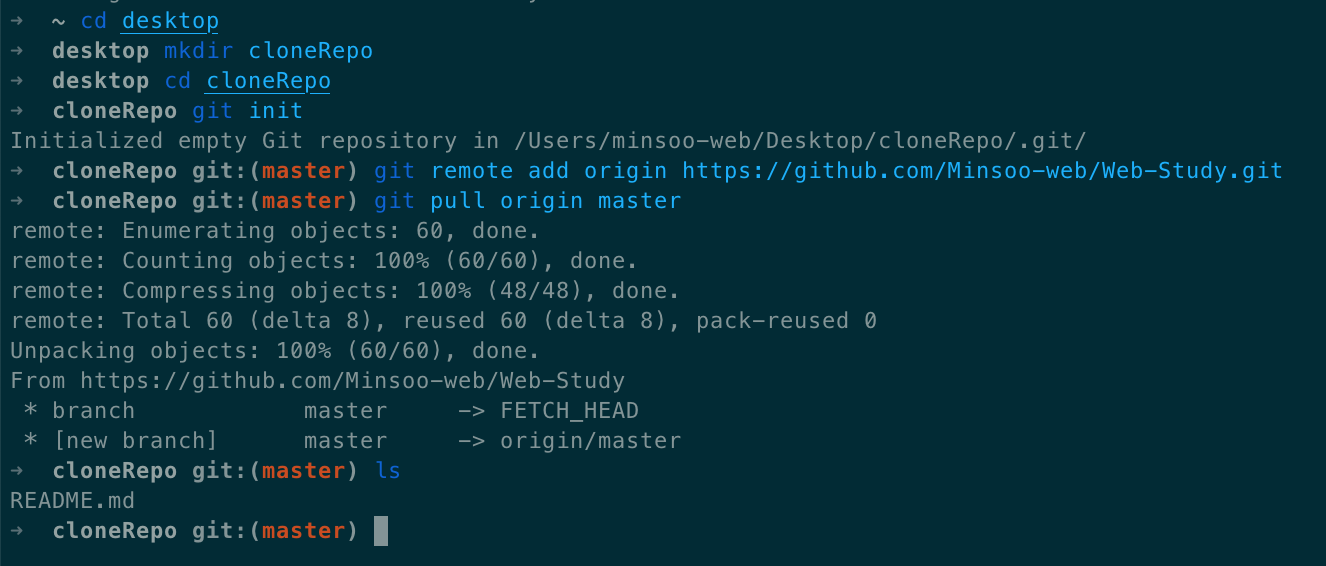 → ~ cd desktop
→ desktop mkdir cloneRepo
→ desktop cd cloneRepo
→ cloneRepo git init
Initialized empty Git repository in /Users/minsoo-web/Desktop/cloneRepo/.git/
→ cloneRepo git:(master) git remote add origin https://github.com/Minsoo-web/Web-Study.git
→ cloneRepo git:(master) git pull origin master
remote: Enumerating objects: 60, done.
remote: Counting objects: 100% (60/60), done.
remote: Compressing objects: 100% (48/48), done.
remote: Total 60 (delta 8), reused 60 (delta 8), pack-reused 0
Unpacking objects: 100% (60/60), done.
From https://github.com/Minsoo-web/Web-Study
 * branch            master     -> FETCH_HEAD
 * [new branch]      master     -> origin/master
→ cloneRepo git:(master) ls
README.md
→ cloneRepo git:(master)